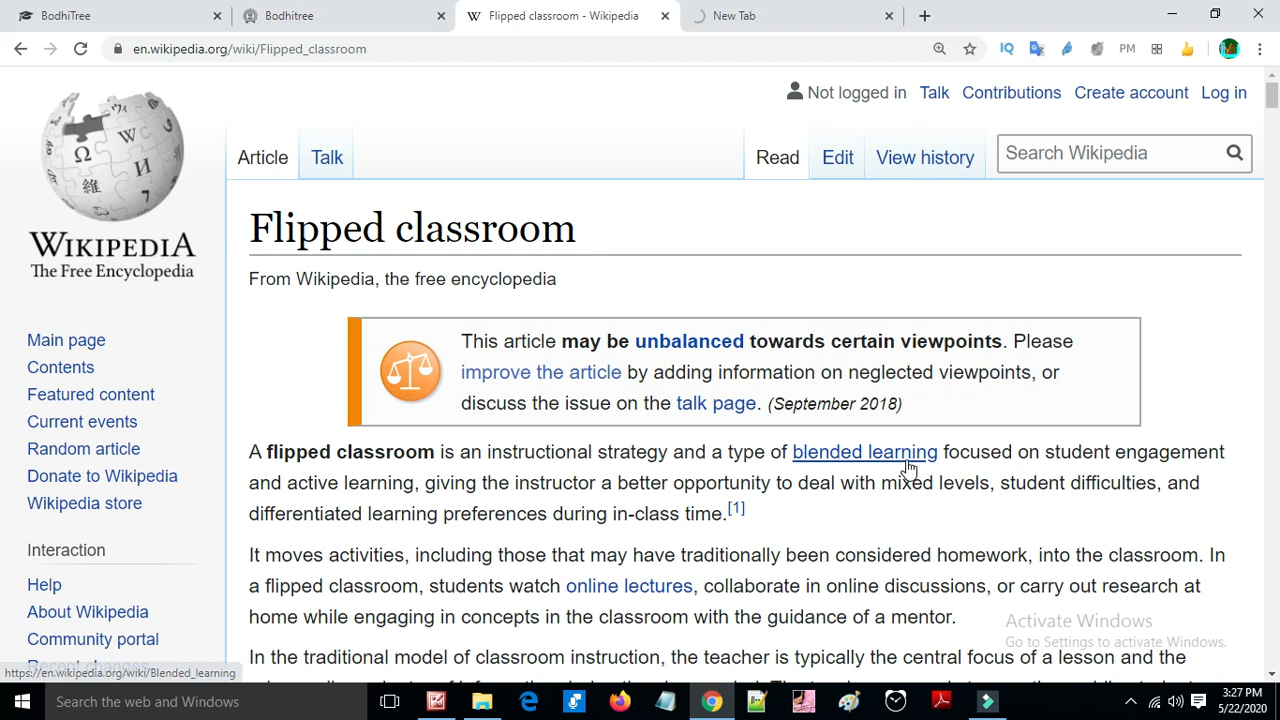 BodhiTree
Bodhitree
Flipped classroom - Wikipedia
New Tab
en.wikipedia.org/wiki/Flipped_classroom
PM
Not logged in Talk Contributions Create account Log in
Article Talk Read Edit View history Search Wikipedia
WIKIPEDIA
The Free Encyclopedia
Main page
Contents
Featured content
Current events
Random article
Donate to Wikipedia
Wikipedia store
Interaction
Help
About Wikipedia
Community portal
Recent changes
Flipped classroom
From Wikipedia, the free encyclopedia
This article may be unbalanced towards certain viewpoints. Please
improve the article by adding information on neglected viewpoints, or
discuss the issue on the talk page. (September 2018)
A flipped classroom is an instructional strategy and a type of blended learning focused on student engagement
and active learning, giving the instructor a better opportunity to deal with mixed levels, student difficulties, and
differentiated learning preferences during in-class time.[1]
It moves activities, including those that may have traditionally been considered homework, into the classroom. In
a flipped classroom, students watch online lectures, collaborate in online discussions, or carry out research at
home while engaging in concepts in the classroom with the guidance of a mentor.
In the traditional model of classroom instruction, the teacher is typically the central focus of a lesson and the
Activate Windows
Go to Settings to activate Windows.
https://en.wikipedia.org/wiki/Blended_learning
Search the web and Windows
3:27 PM
5/22/2020